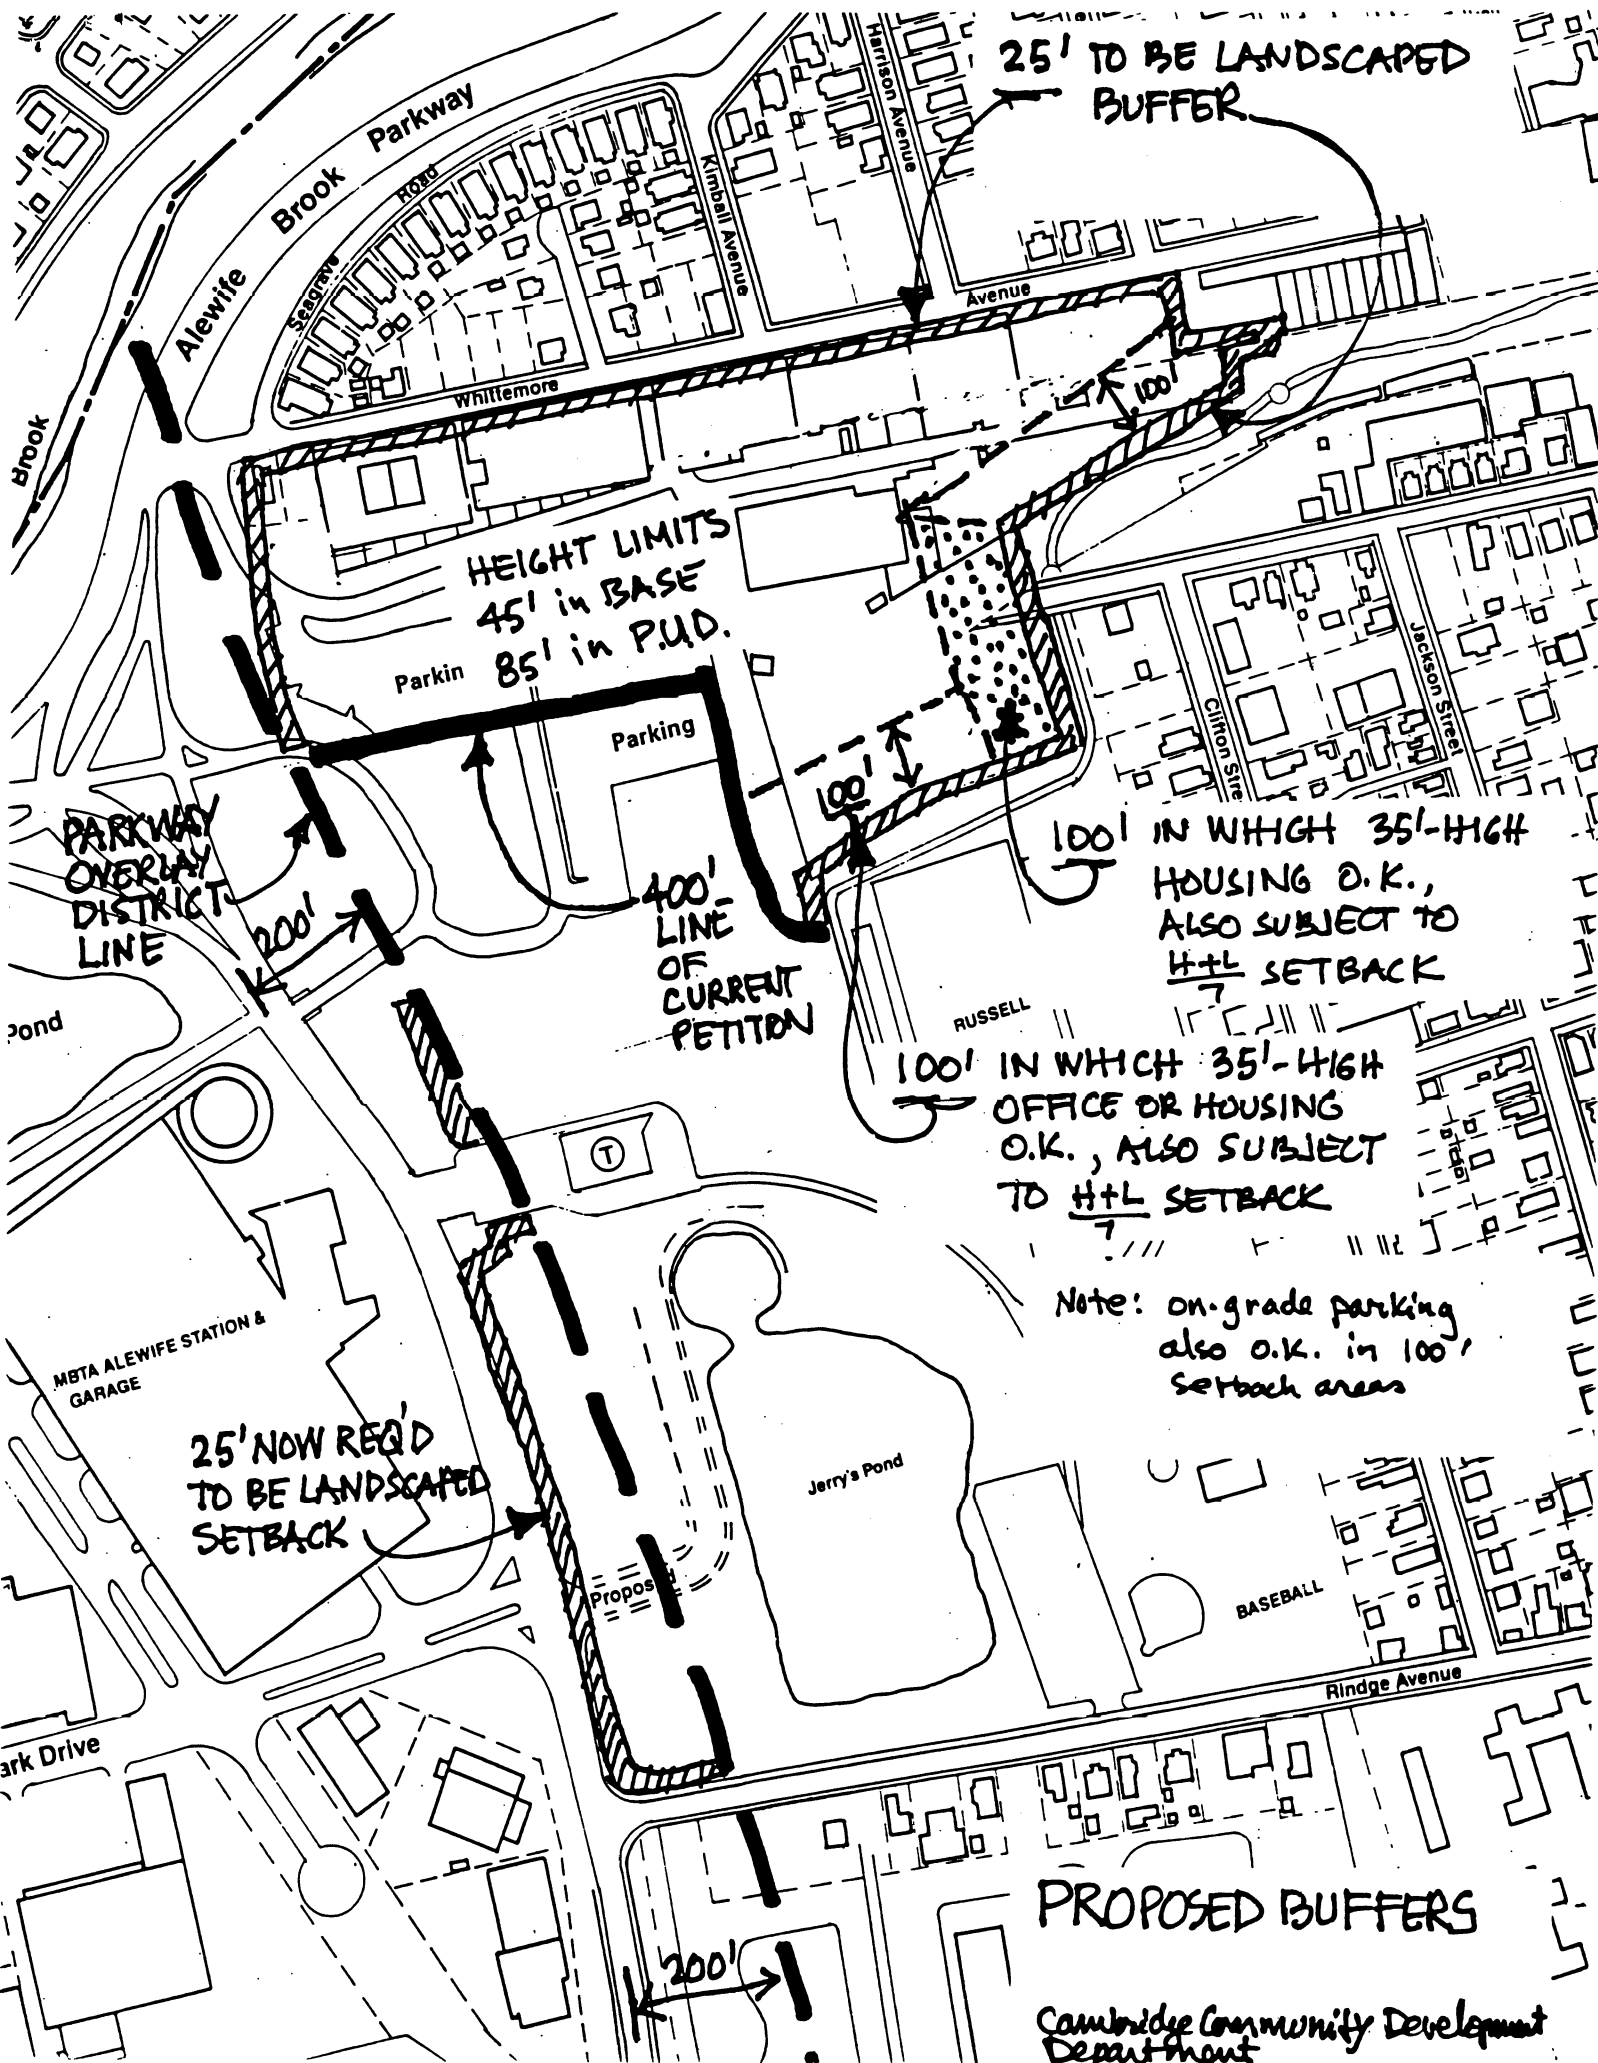 25' TO BE LANDSCAPED
BUFFER
Harrison Avenue
Alewife Brook Parkway
Seagrave Road
Kimball Avenue
Avenue
Whittemore
Brook
100'
HEIGHT LIMITS
45' in BASE
85' in P.U.D.
Parkin
Parking
Jackson Street
Clifton Stre
100'
PARKWAY
OVERLAY
DISTRICT
LINE
200'
400'
LINE
OF
CURRENT
PETITION
100' IN WHIGH 35'-HIGH
HOUSING O.K.,
ALSO SUBJECT TO
H+L
7
SETBACK
Pond
RUSSELL
100' IN WHICH 35'-HIGH
OFFICE OR HOUSING
O.K., ALSO SUBJECT
TO H+L SETBACK
7
T
Note: on-grade parking
also O.K. in 100'
setback areas
MBTA ALEWIFE STATION &
GARAGE
25' NOW REQ'D
TO BE LANDSCAPED
SETBACK
Jerry's Pond
Propos
BASEBALL
Rindge Avenue
ark Drive
PROPOSED BUFFERS
200'
Cambridge Community Development
Department